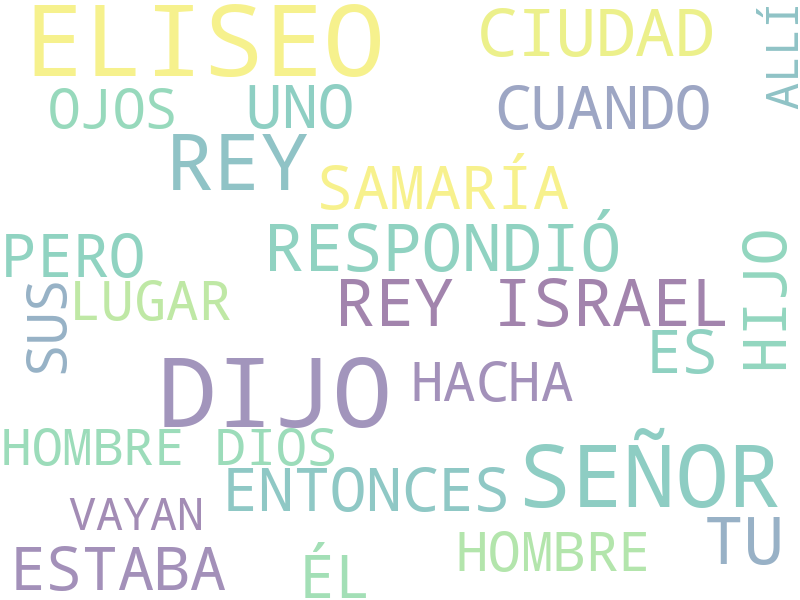 ELISEO
CIUDAD
ALLÍ
OJOS
UNO
CUANDO
REY
SAMARÍA
PERO
RESPONDIÓ
HIJO
SUS
LUGAR
REY ISRAEL
ES
DIJO
HACHA
HOMBRE DIOS
ENTONCES
SEÑOR
VAYAN
TU
ESTABA
ÉL
HOMBRE